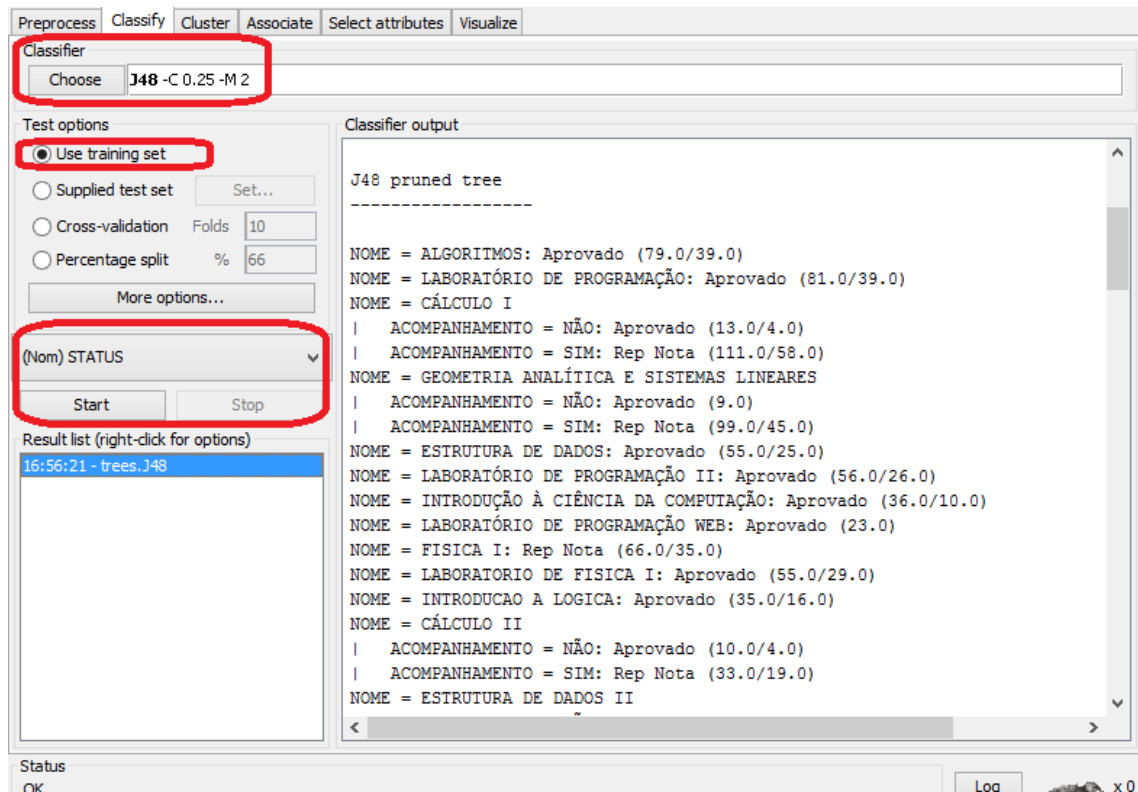 Preprocess Classify Cluster Associate Select attributes Visualize
Classifier
Choose J48 -C 0.25 -M 2
Test options
Use training set
Supplied test set Set...
Cross-validation Folds 10
Percentage split % 66
More options...
(Nom) STATUS
Start Stop
Result list (right-click for options)
16:56:21 - trees.J48
Classifier output
J48 pruned tree
------------------
NOME = ALGORITMOS: Aprovado (79.0/39.0)
NOME = LABORATÓRIO DE PROGRAMAÇÃO: Aprovado (81.0/39.0)
NOME = CÁLCULO I
|   ACOMPANHAMENTO = NÃO: Aprovado (13.0/4.0)
|   ACOMPANHAMENTO = SIM: Rep Nota (111.0/58.0)
NOME = GEOMETRIA ANALÍTICA E SISTEMAS LINEARES
|   ACOMPANHAMENTO = NÃO: Aprovado (9.0)
|   ACOMPANHAMENTO = SIM: Rep Nota (99.0/45.0)
NOME = ESTRUTURA DE DADOS: Aprovado (55.0/25.0)
NOME = LABORATÓRIO DE PROGRAMAÇÃO II: Aprovado (56.0/26.0)
NOME = INTRODUÇÃO À CIÊNCIA DA COMPUTAÇÃO: Aprovado (36.0/10.0)
NOME = LABORATÓRIO DE PROGRAMAÇÃO WEB: Aprovado (23.0)
NOME = FISICA I: Rep Nota (66.0/35.0)
NOME = LABORATORIO DE FISICA I: Aprovado (55.0/29.0)
NOME = INTRODUCAO A LOGICA: Aprovado (35.0/16.0)
NOME = CÁLCULO II
|   ACOMPANHAMENTO = NÃO: Aprovado (10.0/4.0)
|   ACOMPANHAMENTO = SIM: Rep Nota (33.0/19.0)
NOME = ESTRUTURA DE DADOS II
Status
OK
Log x 0